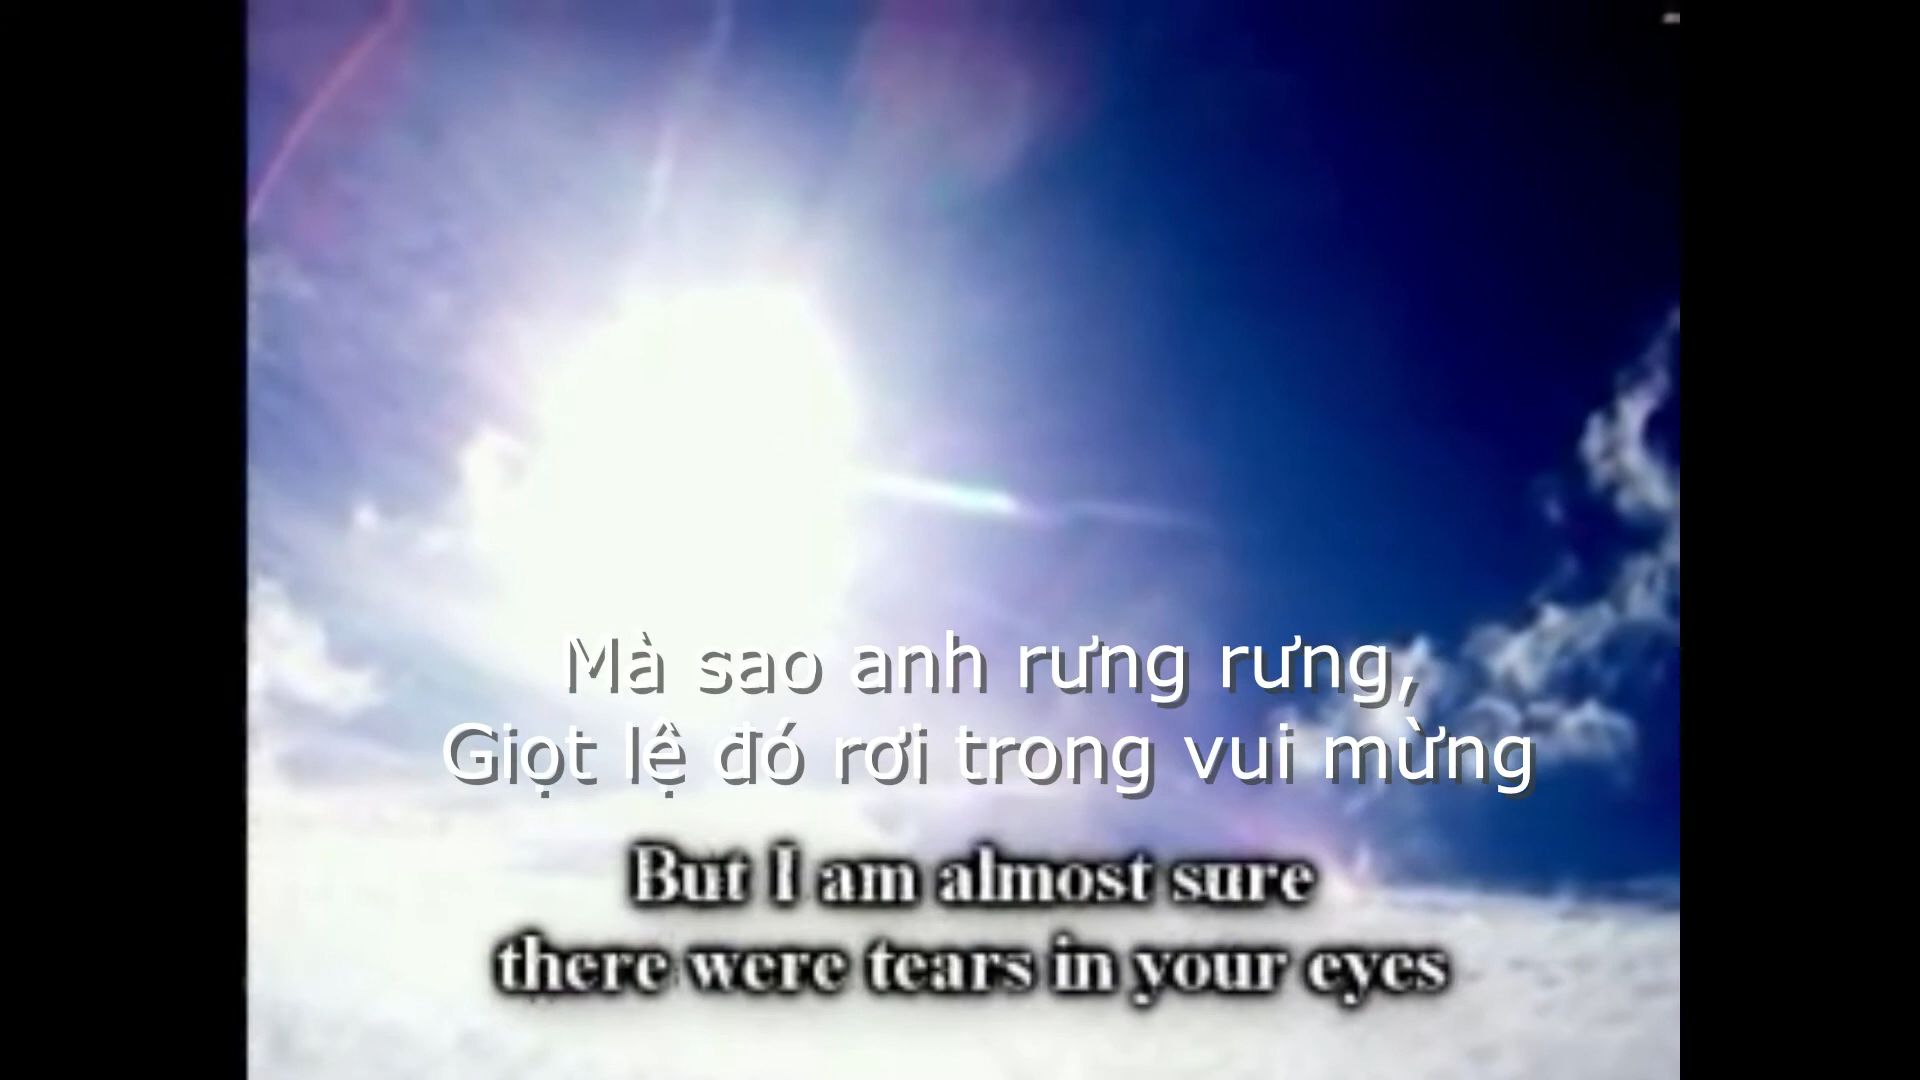 Mà sao anh rưng rưng,
Giọt lệ đó rơi trong vui mừng
But I am almost sure
there were tears in your eyes